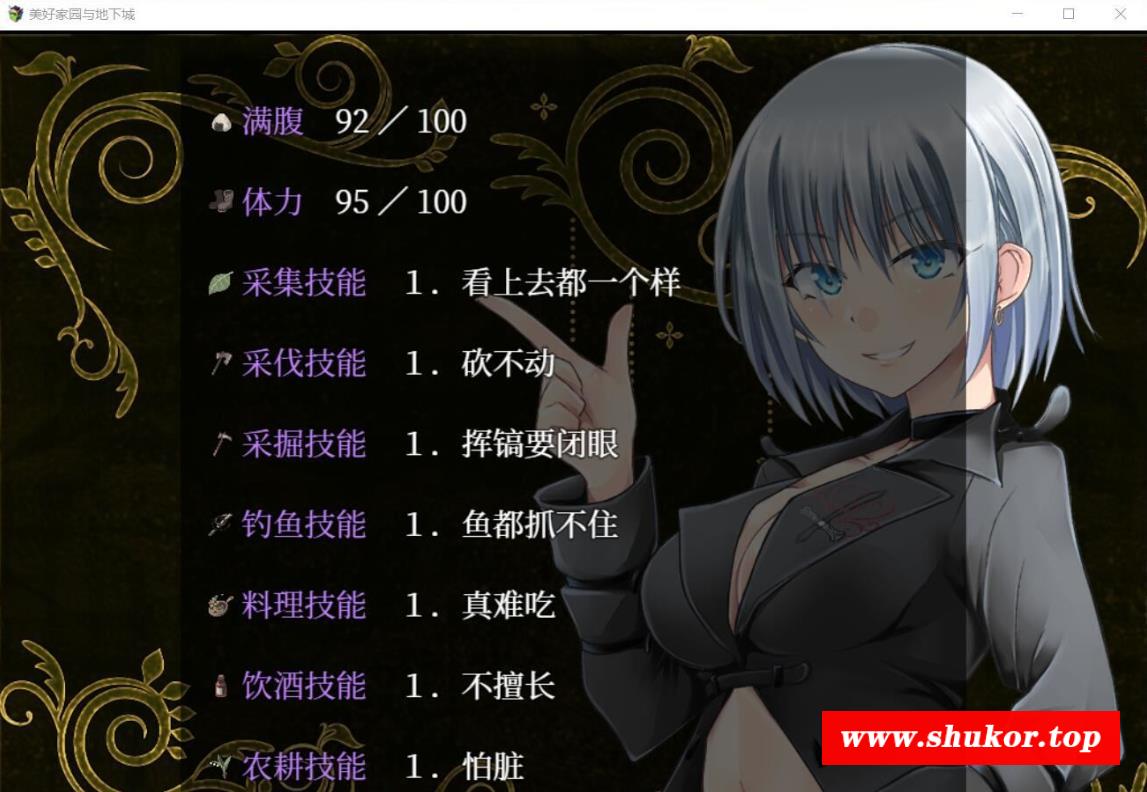 美好家园与地下城
满腹 92／100
体力 95／100
采集技能 1．看上去都一个样
采伐技能 1．砍不动
采掘技能 1．挥镐要闭眼
钓鱼技能 1．鱼都抓不住
料理技能 1．真难吃
饮酒技能 1．不擅长
农耕技能 1．怕脏
www.shukor.top